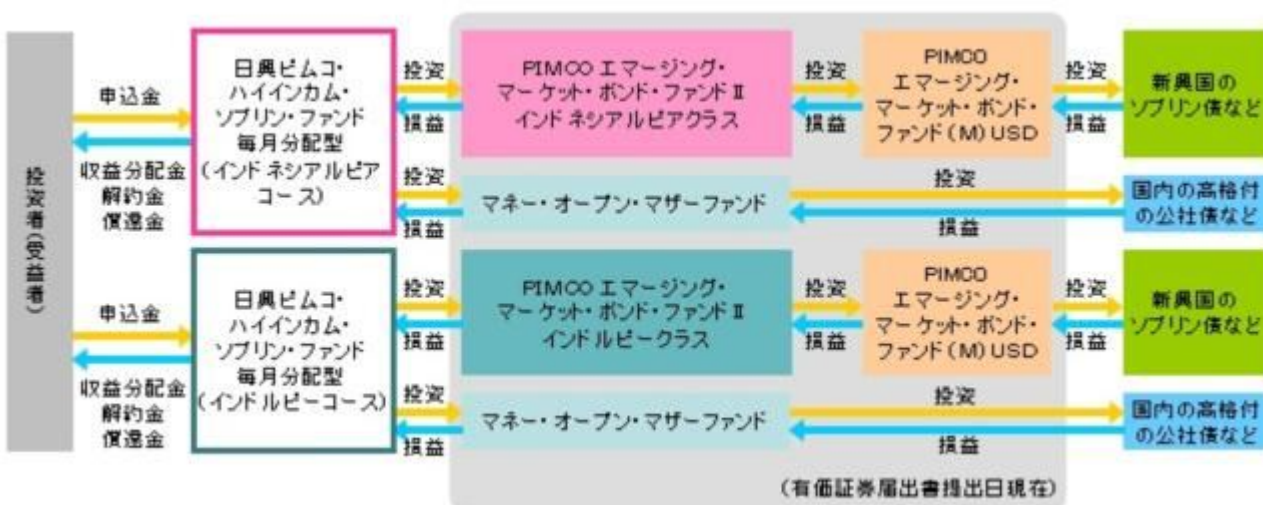 投資者(受益者)
申込金
収益分配金
解約金
償還金
日興ピムコ・
ハイインカム・
ソブリン・ファンド
毎月分配型
(インドネシアルピア
コース)
投資
損益
投資
損益
PIMCO エマージング・
マーケット・ボンド・ファンドⅡ
インドネシアルピアクラス
投資
損益
PIMCO
エマージング・
マーケット・ボンド・
ファンド(M)USD
投資
損益
新興国の
ソブリン債など
マネー・オープン・マザーファンド
投資
損益
国内の高格付
の公社債など
申込金
収益分配金
解約金
償還金
日興ピムコ・
ハイインカム・
ソブリン・ファンド
毎月分配型
(インドルピーコース)
投資
損益
投資
損益
PIMCO エマージング・
マーケット・ボンド・ファンドⅡ
インドルピークラス
投資
損益
PIMCO
エマージング・
マーケット・ボンド・
ファンド(M)USD
投資
損益
新興国の
ソブリン債など
マネー・オープン・マザーファンド
投資
損益
国内の高格付
の公社債など
(有価証券届出書提出日現在)